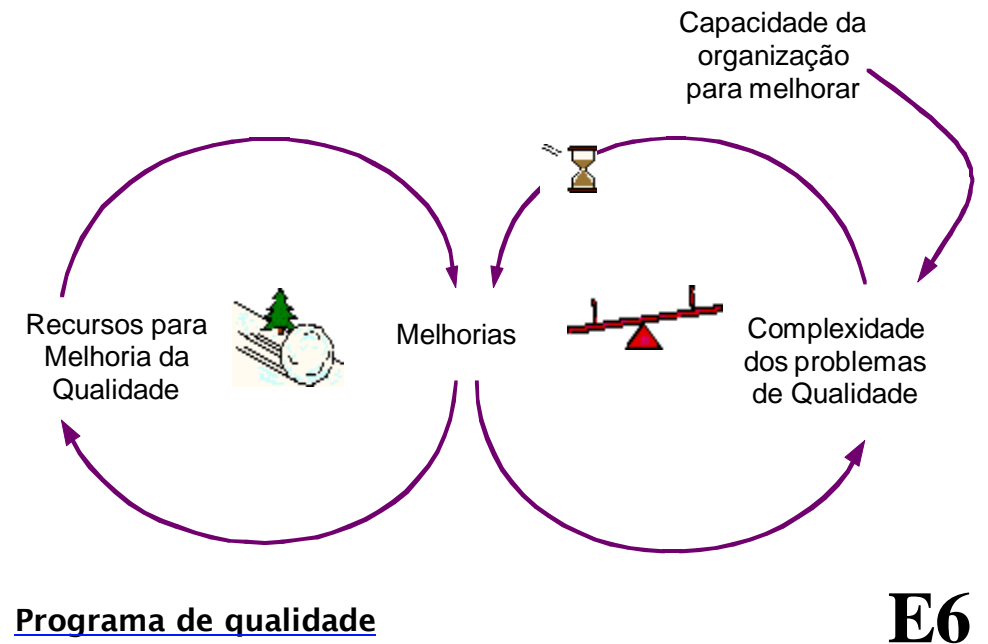 Capacidade da
organização
para melhorar
Recursos para
Melhoria da
Qualidade
Melhorias
Complexidade
dos problemas
de Qualidade
Programa de qualidade
E6